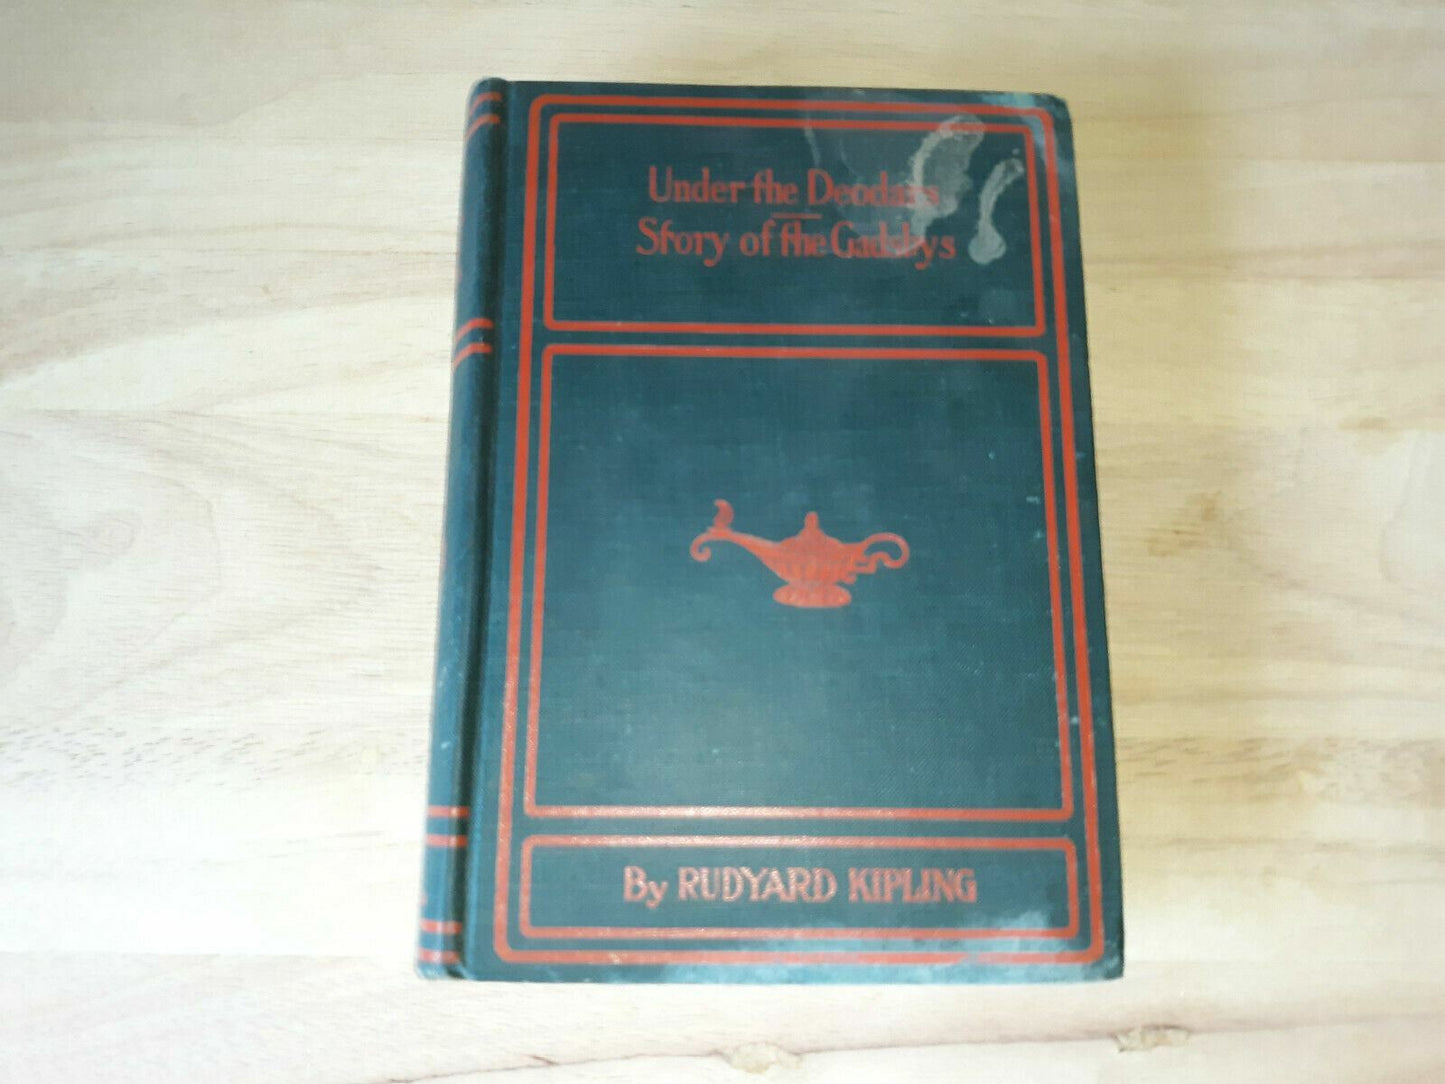 Under the Deodars
Story of the Gadsbys
By RUDYARD KIPLING